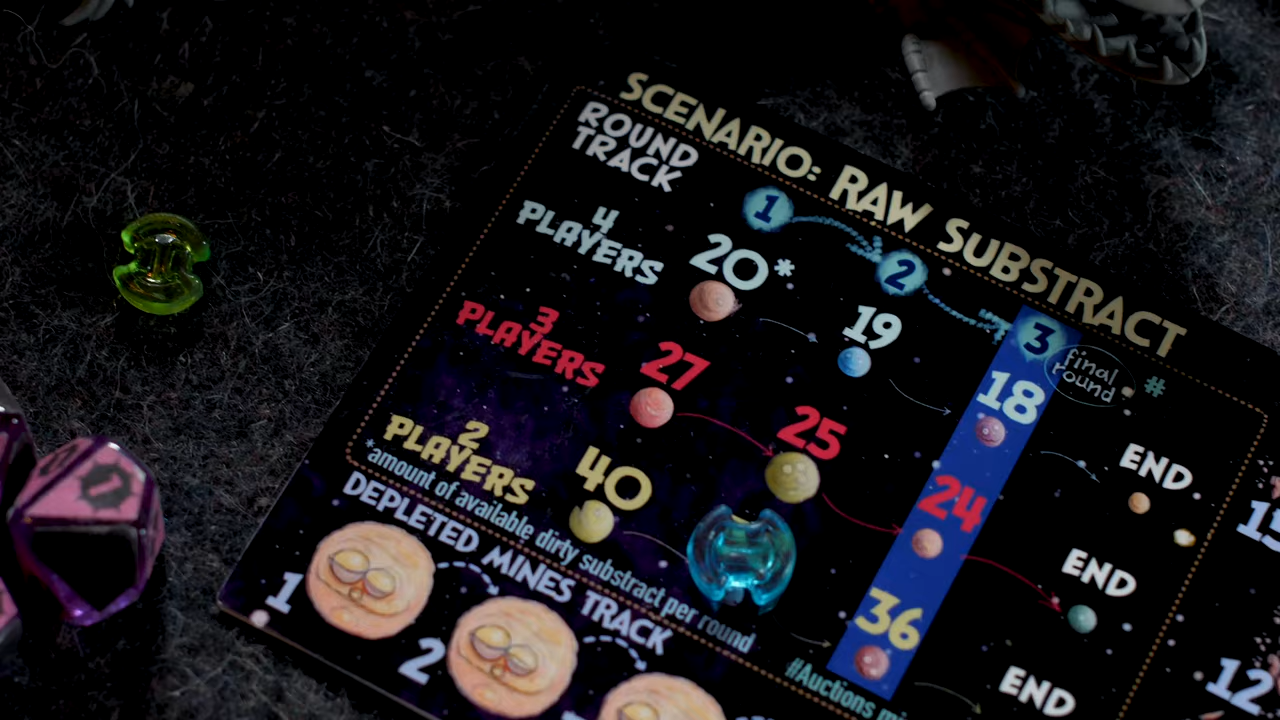 SCENARIO: RAW SUBSTRACT
ROUND
TRACK
1
2
3
final
round
#
4
PLAYERS
20*
19
18
END
3
PLAYERS
27
25
24
END
2
PLAYERS
40
36
END
*amount of available dirty substract per round
DEPLETED MINES TRACK
1
2
12